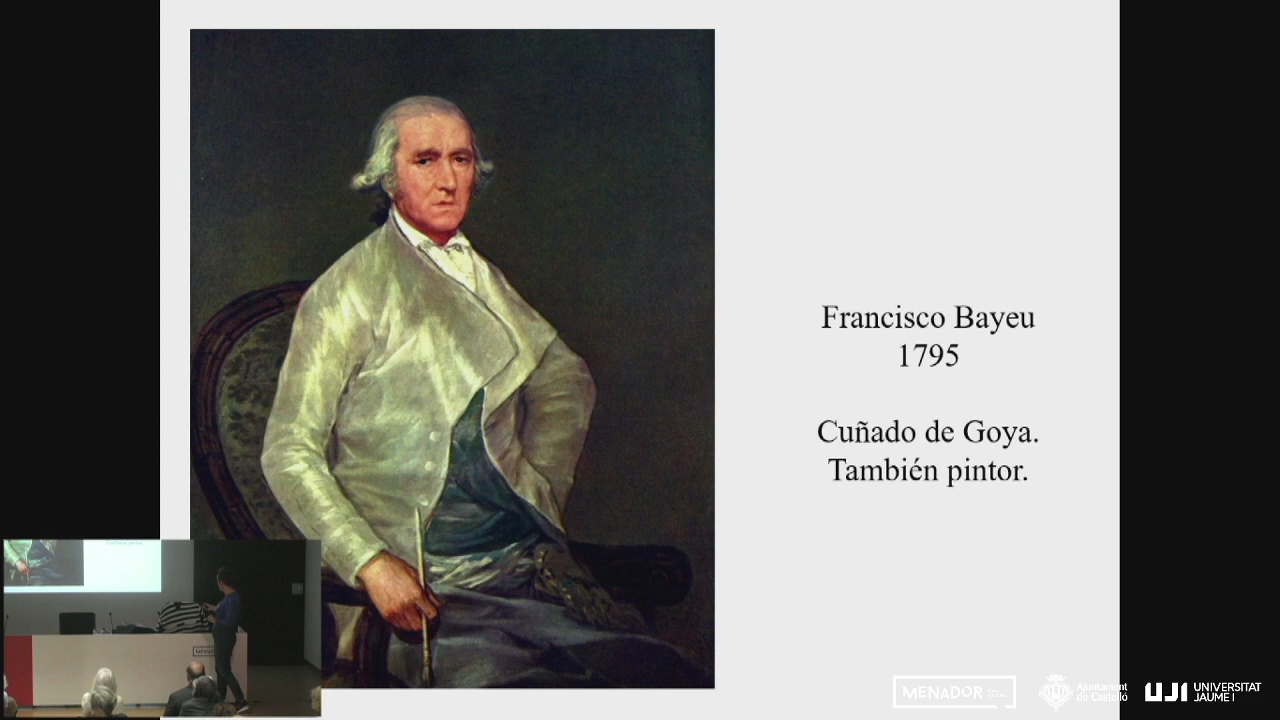 Francisco Bayeu
1795
Cuñado de Goya.
También pintor.
MENADOR
Ajuntament
de Castelló
UJI UNIVERSITAT
JAUME I